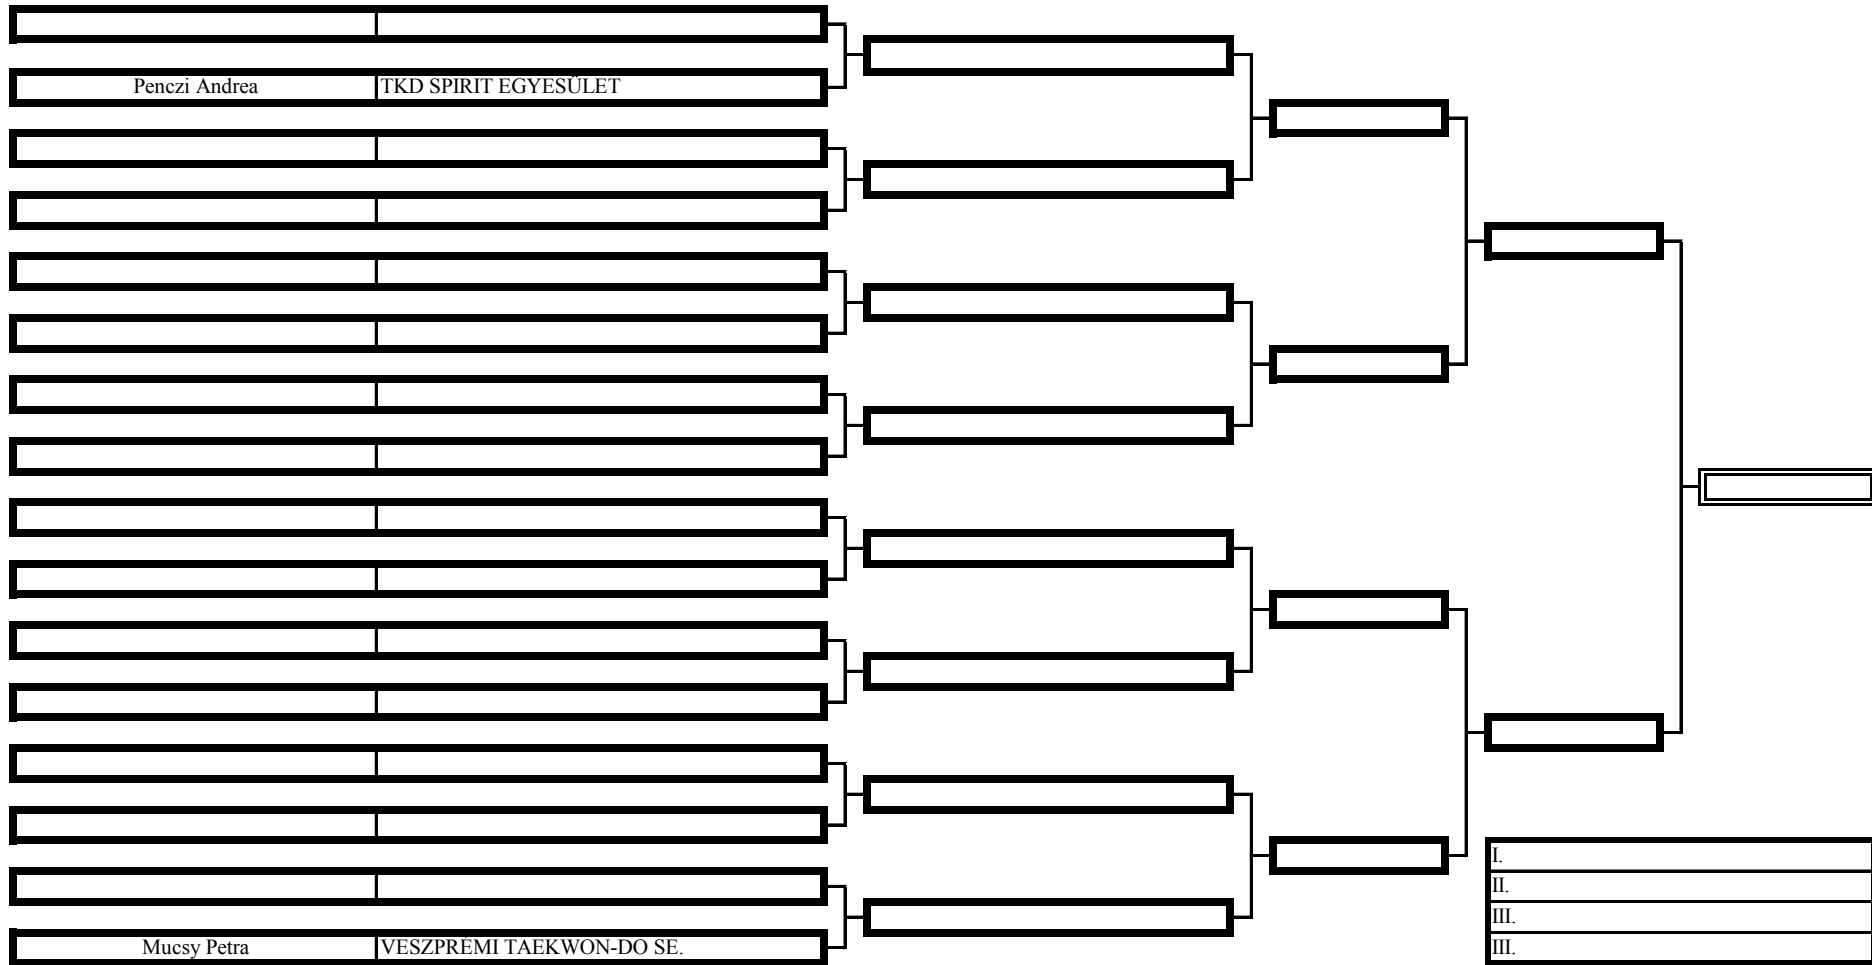 Penczi Andrea TKD SPIRIT EGYESÜLET
Mucsy Petra VESZPRÉMI TAEKWON-DO SE.
I.
II.
III.
III.